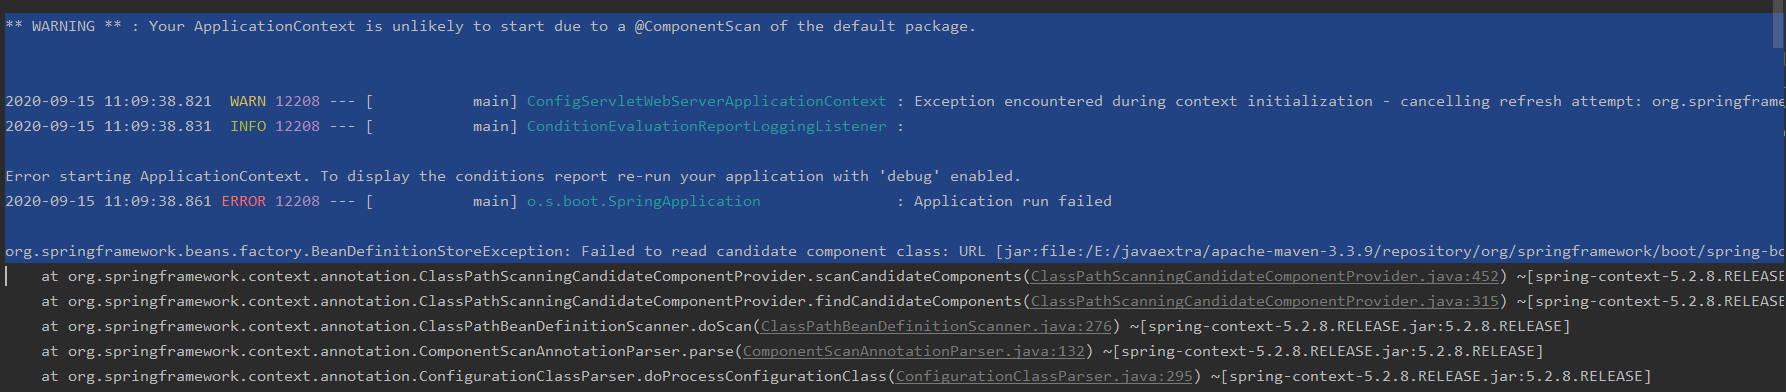 ** WARNING ** : Your ApplicationContext is unlikely to start due to a @ComponentScan of the default package.
2020-09-15 11:09:38.821  WARN 12208 --- [           main] ConfigServletWebServerApplicationContext : Exception encountered during context initialization - cancelling refresh attempt: org.springframe
2020-09-15 11:09:38.831  INFO 12208 --- [           main] ConditionEvaluationReportLoggingListener :
Error starting ApplicationContext. To display the conditions report re-run your application with 'debug' enabled.
2020-09-15 11:09:38.861 ERROR 12208 --- [           main] o.s.boot.SpringApplication               : Application run failed
org.springframework.beans.factory.BeanDefinitionStoreException: Failed to read candidate component class: URL [jar:file:/E:/javaextra/apache-maven-3.3.9/repository/org/springframework/boot/spring-bo
    at org.springframework.context.annotation.ClassPathScanningCandidateComponentProvider.scanCandidateComponents(ClassPathScanningCandidateComponentProvider.java:452) ~[spring-context-5.2.8.RELEASE
    at org.springframework.context.annotation.ClassPathScanningCandidateComponentProvider.findCandidateComponents(ClassPathScanningCandidateComponentProvider.java:315) ~[spring-context-5.2.8.RELEASE
    at org.springframework.context.annotation.ClassPathBeanDefinitionScanner.doScan(ClassPathBeanDefinitionScanner.java:276) ~[spring-context-5.2.8.RELEASE.jar:5.2.8.RELEASE]
    at org.springframework.context.annotation.ComponentScanAnnotationParser.parse(ComponentScanAnnotationParser.java:132) ~[spring-context-5.2.8.RELEASE.jar:5.2.8.RELEASE]
    at org.springframework.context.annotation.ConfigurationClassParser.doProcessConfigurationClass(ConfigurationClassParser.java:295) ~[spring-context-5.2.8.RELEASE.jar:5.2.8.RELEASE]